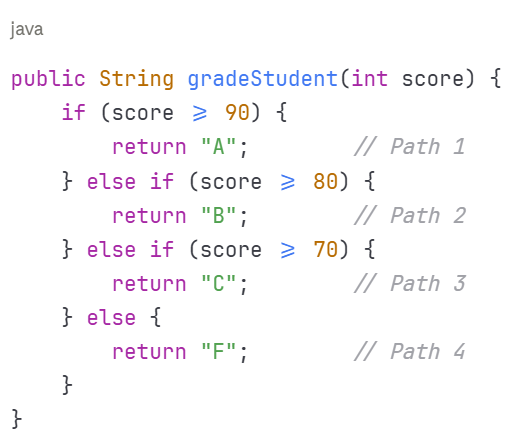 java
public String gradeStudent(int score) {
    if (score >= 90) {
        return "A";        // Path 1
    } else if (score >= 80) {
        return "B";        // Path 2
    } else if (score >= 70) {
        return "C";        // Path 3
    } else {
        return "F";        // Path 4
    }
}